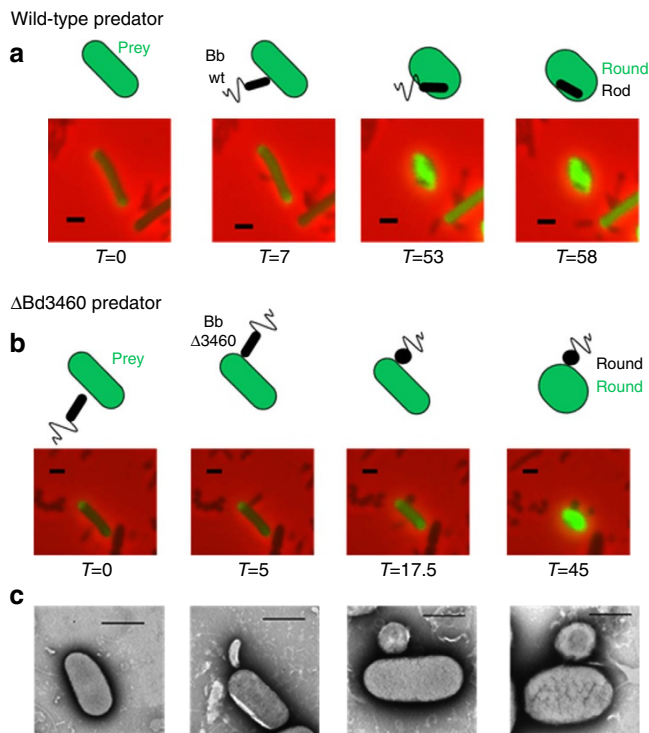 Wild-type predator
a
Prey
Bb
wt
Round
Rod
T=0
T=7
T=53
T=58
ΔBd3460 predator
b
Prey
Bb
Δ3460
Round
Round
T=0
T=5
T=17.5
T=45
c